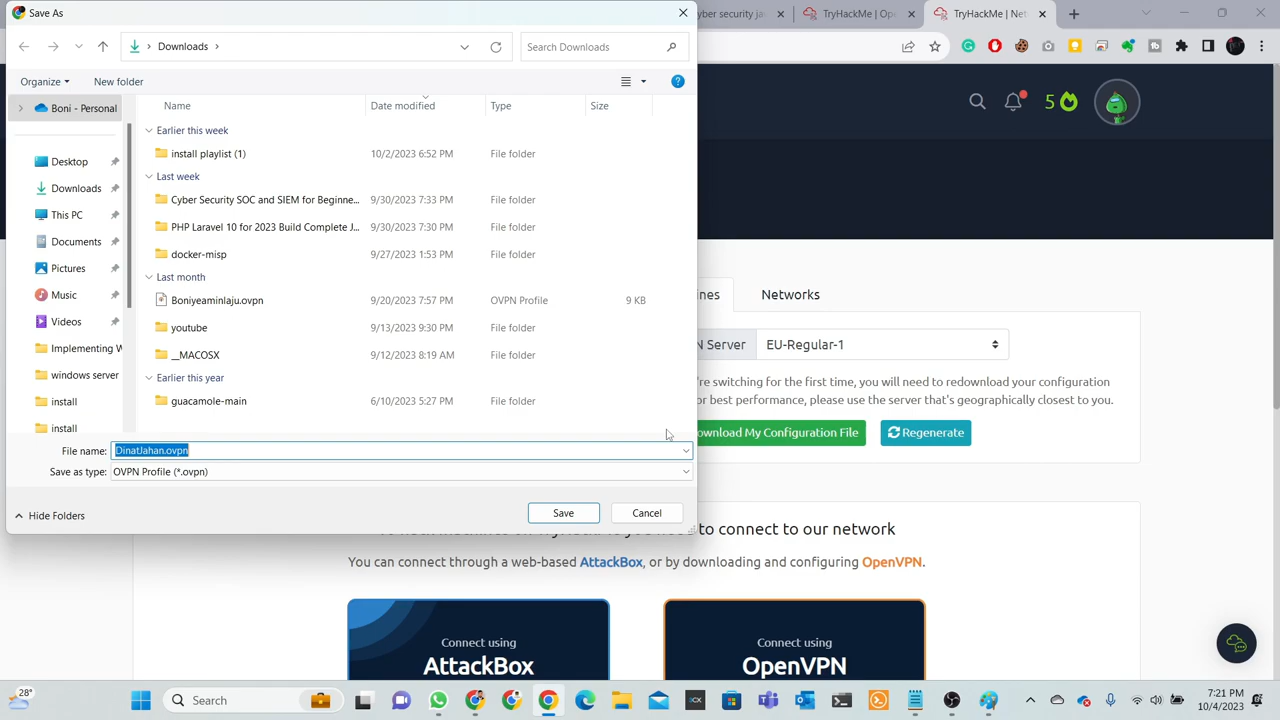 Save As
yber security ja
TryHackMe | Ope
TryHackMe | Net
Downloads
Search Downloads
Organize
New folder
Boni - Personal
Name
Date modified
Type
Size
5
Earlier this week
install playlist (1)
10/2/2023 6:52 PM
File folder
Desktop
Last week
Downloads
Cyber Security SOC and SIEM for Beginne...
9/30/2023 7:33 PM
File folder
This PC
PHP Laravel 10 for 2023 Build Complete J...
9/30/2023 7:30 PM
File folder
Documents
docker-misp
9/27/2023 1:53 PM
File folder
Pictures
Last month
Music
Boniyeaminlaju.ovpn
9/20/2023 7:57 PM
OVPN Profile
9 KB
Videos
youtube
9/13/2023 9:30 PM
File folder
Implementing W
__MACOSX
9/12/2023 8:19 AM
File folder
windows server
Earlier this year
install
guacamole-main
6/10/2023 5:27 PM
File folder
install
File name:
DinatJahan.ovpn
Save as type:
OVPN Profile (*.ovpn)
Hide Folders
Save
Cancel
ines
Networks
N Server
EU-Regular-1
're switching for the first time, you will need to redownload your configuration
or best performance, please use the server that's geographically closest to you.
ownload My Configuration File
Regenerate
to connect to our network
You can connect through a web-based AttackBox, or by downloading and configuring OpenVPN.
Connect using
AttackBox
Connect using
OpenVPN
28°
Search
7:21 PM
10/4/2023